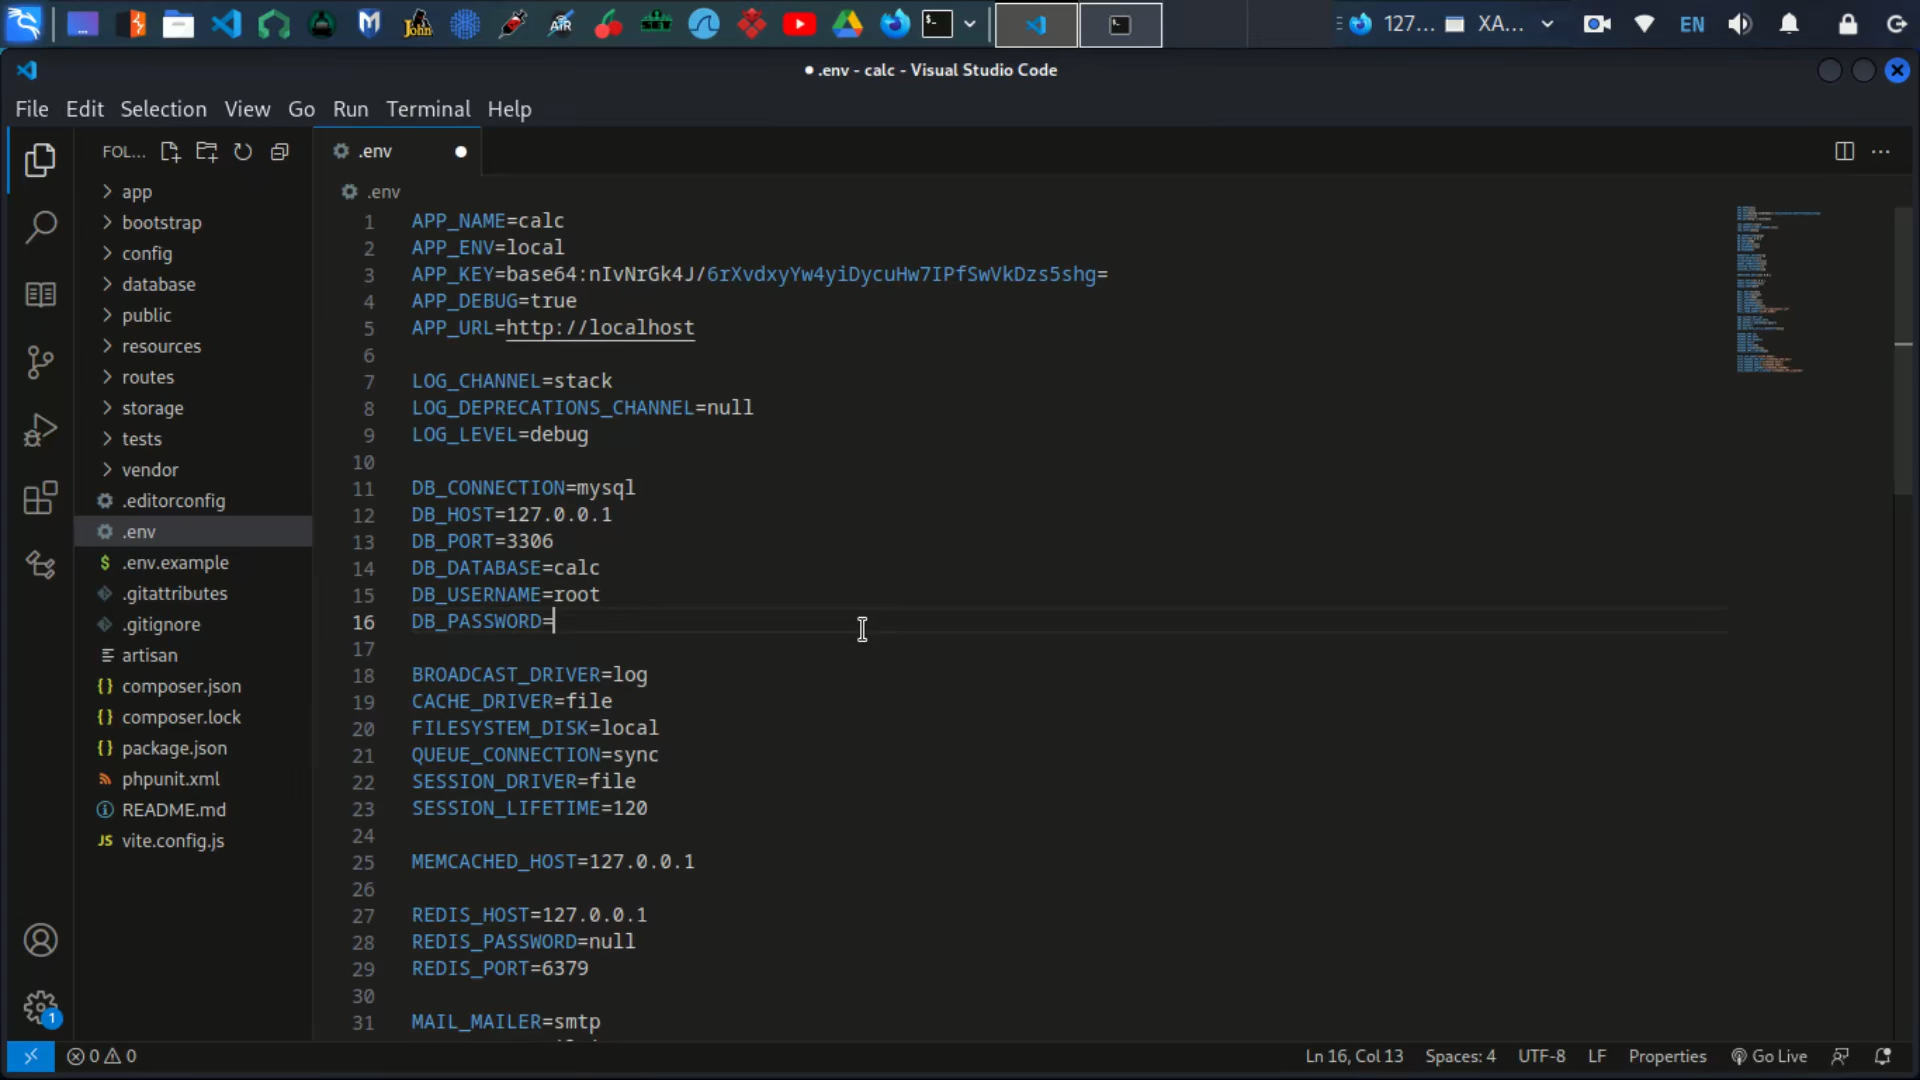 127...
XA...
EN
.env - calc - Visual Studio Code
File Edit Selection View Go Run Terminal Help
FOL...
.env
app
bootstrap
config
database
public
resources
routes
storage
tests
vendor
.editorconfig
.env
.env.example
.gitattributes
.gitignore
artisan
composer.json
composer.lock
package.json
phpunit.xml
README.md
vite.config.js
.env
1 APP_NAME=calc
2 APP_ENV=local
3 APP_KEY=base64:nIvNrGk4J/6rXvdxyYw4yiDycuHw7IPfSwVkDzs5shg=
4 APP_DEBUG=true
5 APP_URL=http://localhost
6
7 LOG_CHANNEL=stack
8 LOG_DEPRECATIONS_CHANNEL=null
9 LOG_LEVEL=debug
10
11 DB_CONNECTION=mysql
12 DB_HOST=127.0.0.1
13 DB_PORT=3306
14 DB_DATABASE=calc
15 DB_USERNAME=root
16 DB_PASSWORD=
17
18 BROADCAST_DRIVER=log
19 CACHE_DRIVER=file
20 FILESYSTEM_DISK=local
21 QUEUE_CONNECTION=sync
22 SESSION_DRIVER=file
23 SESSION_LIFETIME=120
24
25 MEMCACHED_HOST=127.0.0.1
26
27 REDIS_HOST=127.0.0.1
28 REDIS_PASSWORD=null
29 REDIS_PORT=6379
30
31 MAIL_MAILER=smtp
1
0 0 Ln 16, Col 13 Spaces: 4 UTF-8 LF Properties Go Live